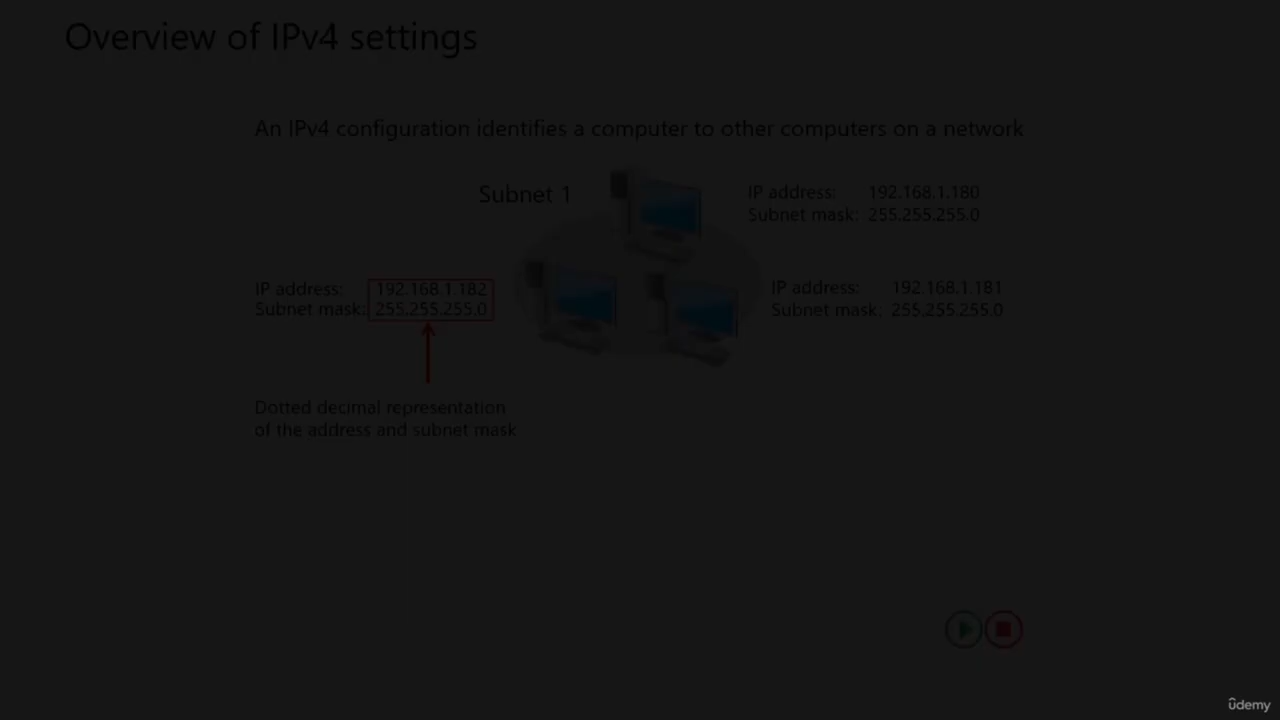 Overview of IPv4 settings
An IPv4 configuration identifies a computer to other computers on a network
Subnet 1
IP address: 192.168.1.180
Subnet mask: 255.255.255.0
IP address: 192.168.1.182
Subnet mask: 255.255.255.0
IP address: 192.168.1.181
Subnet mask: 255.255.255.0
Dotted decimal representation
of the address and subnet mask
ûdemy